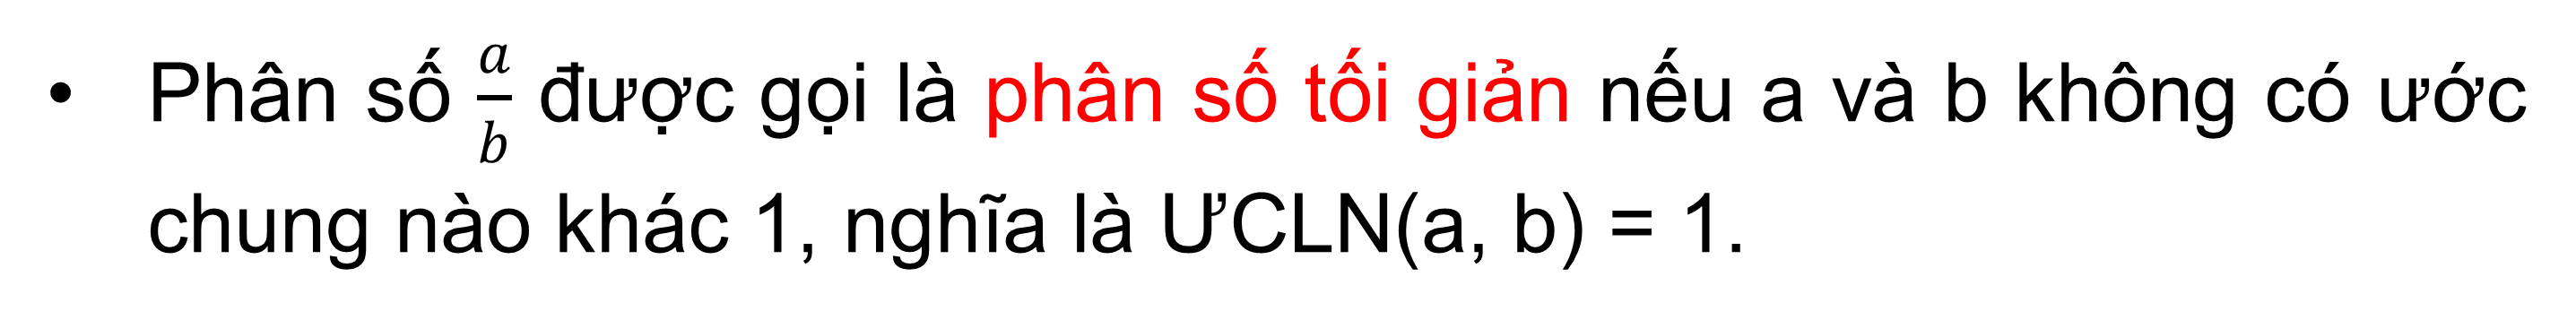 • Phân số a/b được gọi là phân số tối giản nếu a và b không có ước
chung nào khác 1, nghĩa là ƯCLN(a, b) = 1.